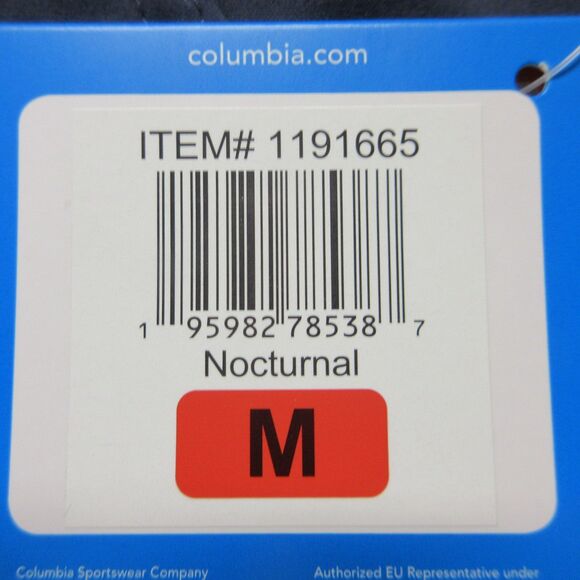 columbia.com
ITEM# 1191665
1 95982 78538 7
Nocturnal
M
Columbia Sportswear Company
Authorized EU Representative under